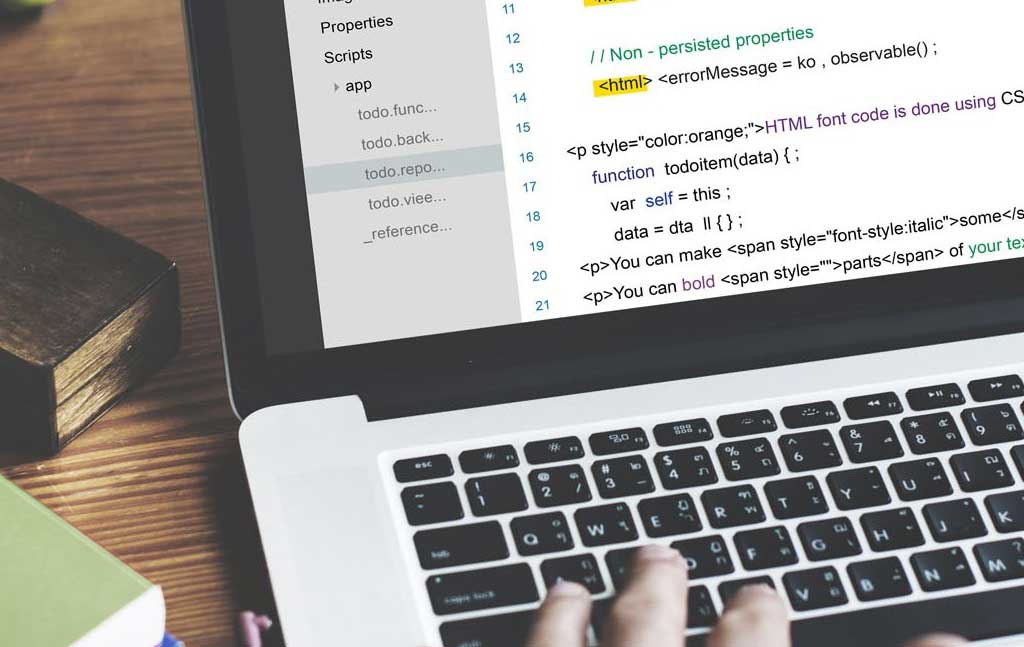 Properties
Scripts
app
todo.func...
todo.back...
todo.repo...
todo.viee...
_reference...
11
12
13
14
15
16
17
18
19
20
21
// Non - persisted properties
<html> <errorMessage = ko , observable() ;
<p style="color:orange;">HTML font code is done using CS
function todoitem(data) { ;
var self = this ;
data = dta || { } ;
<p>You can make <span style="font-style:italic">some</s
<p>You can bold <span style="">parts</span> of your tex
esc
! 1
@ 2
# 3
$ 4
% 5
^ 6
& 7
* 8
( 9
tab
Q W E R T Y U I
caps lock
F G H J K
V B N M